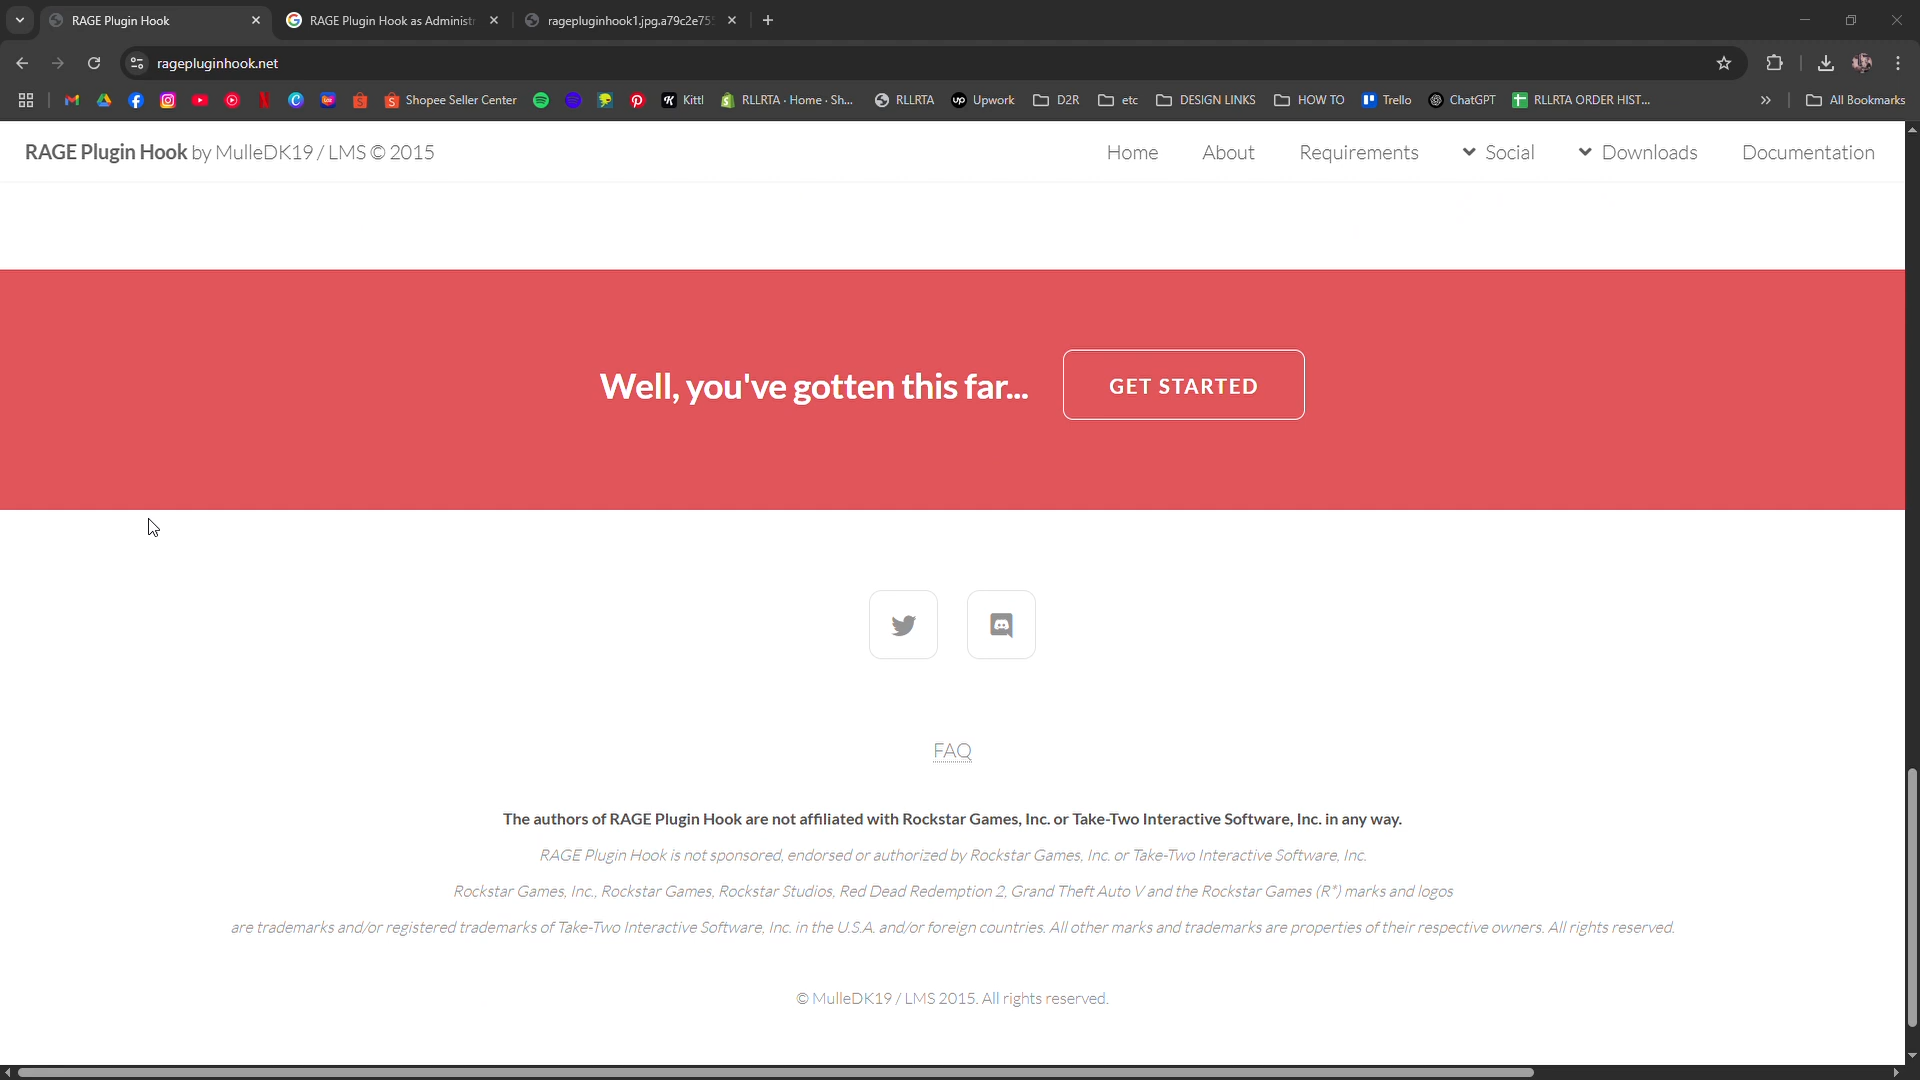 RAGE Plugin Hook
RAGE Plugin Hook as Administr
ragepluginhook1.jpg.a79c2e755
ragepluginhook.net
Shopee Seller Center
Kittl
RLLRTA · Home · Sh...
RLLRTA
Upwork
D2R
etc
DESIGN LINKS
HOW TO
Trello
ChatGPT
RLLRTA ORDER HIST...
All Bookmarks
RAGE Plugin Hook by MulleDK19 / LMS © 2015
Home
About
Requirements
Social
Downloads
Documentation
Well, you've gotten this far...
GET STARTED
FAQ
The authors of RAGE Plugin Hook are not affiliated with Rockstar Games, Inc. or Take-Two Interactive Software, Inc. in any way.
RAGE Plugin Hook is not sponsored, endorsed or authorized by Rockstar Games, Inc. or Take-Two Interactive Software, Inc.
Rockstar Games, Inc., Rockstar Games, Rockstar Studios, Red Dead Redemption 2, Grand Theft Auto V and the Rockstar Games (R*) marks and logos
are trademarks and/or registered trademarks of Take-Two Interactive Software, Inc. in the U.S.A. and/or foreign countries. All other marks and trademarks are properties of their respective owners. All rights reserved.
© MulleDK19 / LMS 2015. All rights reserved.